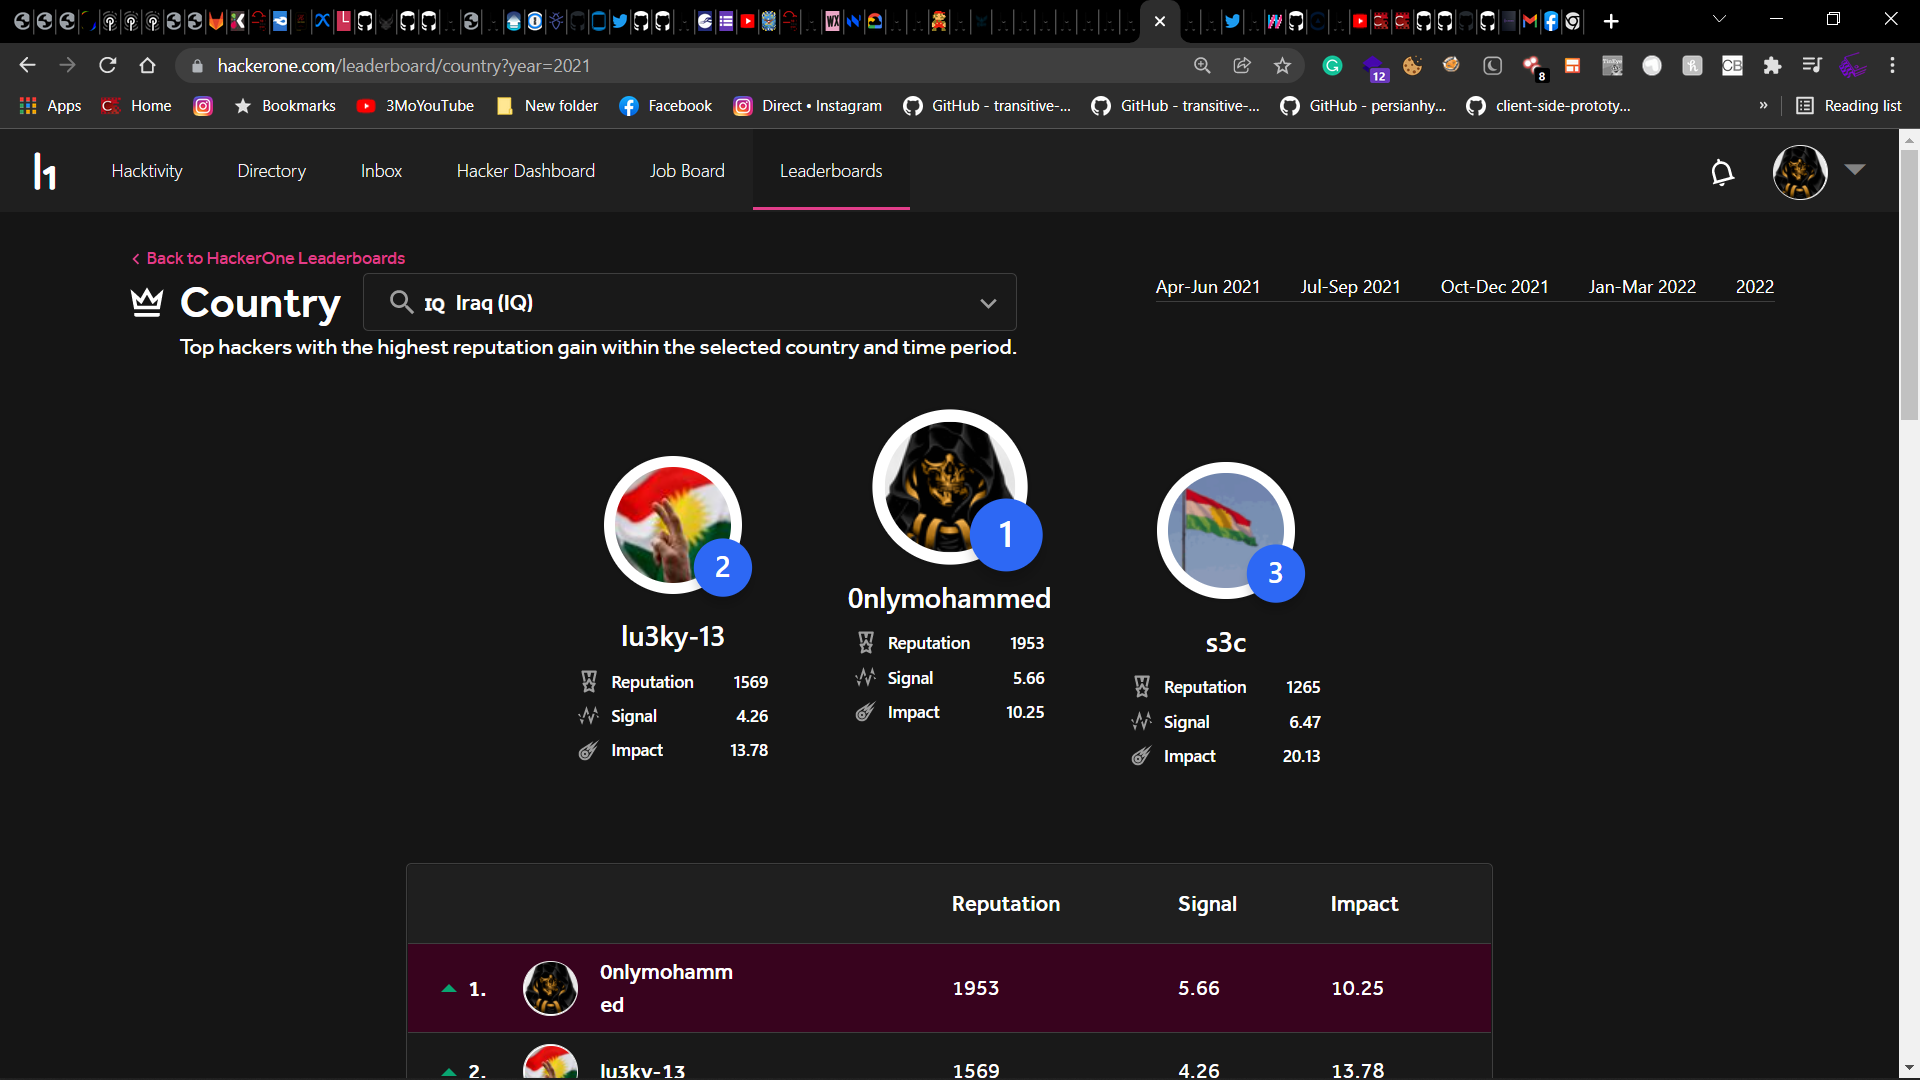 hackerone.com/leaderboard/country?year=2021
12
8
CB
Apps
Home
Bookmarks
3MoYouTube
New folder
Facebook
Direct • Instagram
GitHub - transitive-...
GitHub - transitive-...
GitHub - persianhy...
client-side-prototy...
»
Reading list
Hacktivity
Directory
Inbox
Hacker Dashboard
Job Board
Leaderboards
Back to HackerOne Leaderboards
Country
IQ Iraq (IQ)
Apr-Jun 2021
Jul-Sep 2021
Oct-Dec 2021
Jan-Mar 2022
2022
Top hackers with the highest reputation gain within the selected country and time period.
2
lu3ky-13
Reputation 1569
Signal 4.26
Impact 13.78
1
0nlymohammed
Reputation 1953
Signal 5.66
Impact 10.25
3
s3c
Reputation 1265
Signal 6.47
Impact 20.13
Reputation Signal Impact
1. 0nlymohamm
ed
1953 5.66 10.25
2. lu3ky-13 1569 4.26 13.78